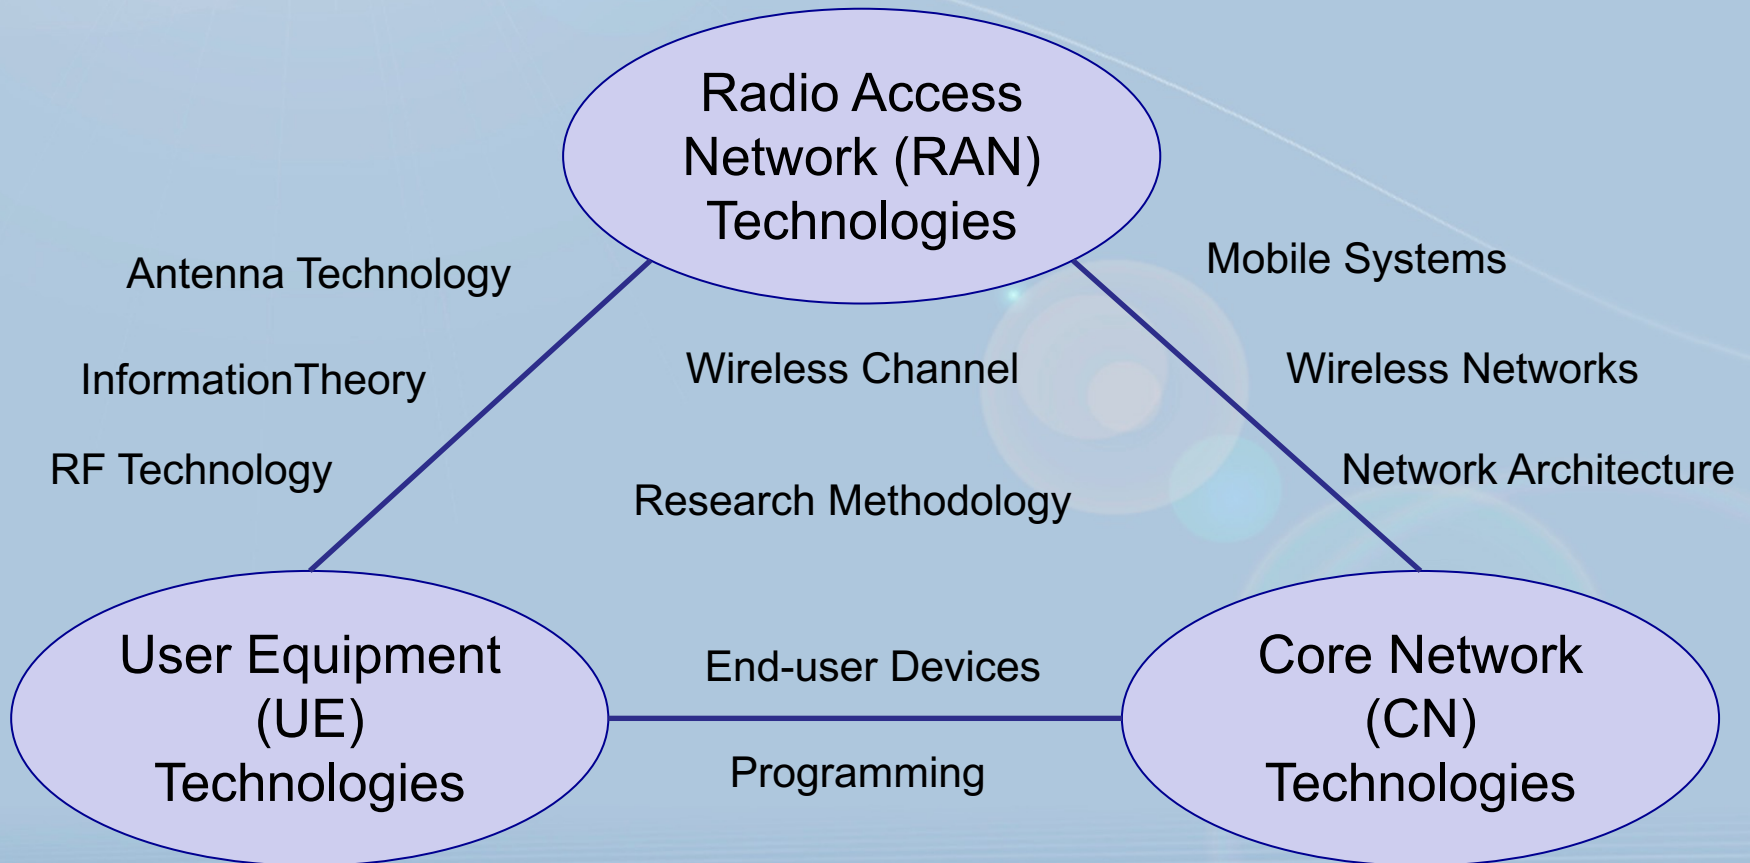 Radio Access
Network (RAN)
Technologies
Antenna Technology
Mobile Systems
InformationTheory
Wireless Channel
Wireless Networks
RF Technology
Research Methodology
Network Architecture
User Equipment
(UE)
Technologies
End-user Devices
Programming
Core Network
(CN)
Technologies